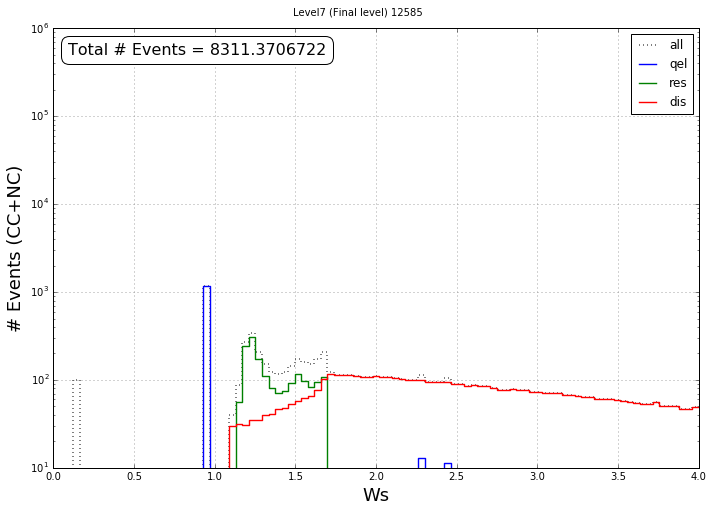 Level7 (Final level) 12585
Total # Events = 8311.3706722
all
qel
res
dis
# Events (CC+NC)
10^6
10^5
10^4
10^3
10^2
10^1
0.0 0.5 1.0 1.5 2.0 2.5 3.0 3.5 4.0
Ws